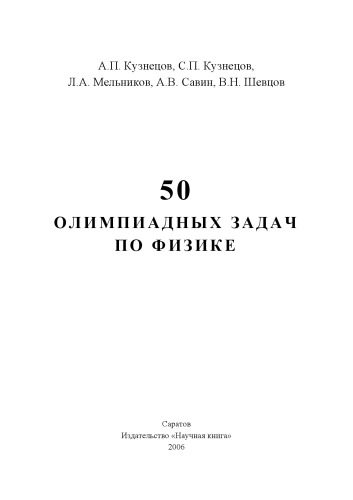 А.П. Кузнецов, С.П. Кузнецов,
Л.А. Мельников, А.В. Савин, В.Н. Шевцов
50
ОЛИМПИАДНЫХ ЗАДАЧ
ПО ФИЗИКЕ
Саратов
Издательство «Научная книга»
2006